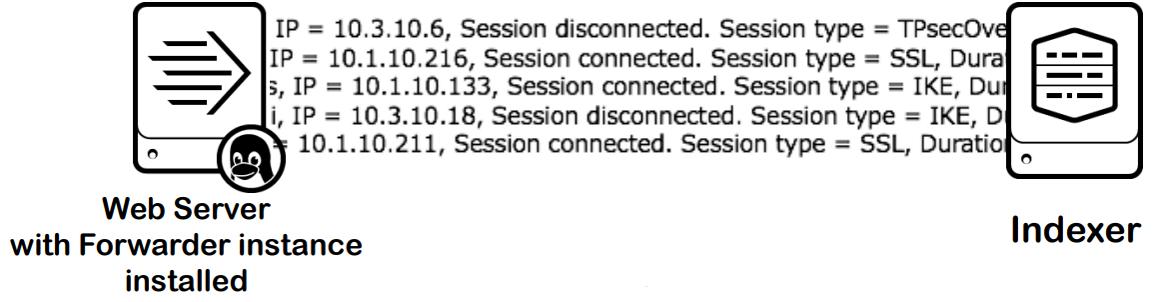 IP = 10.3.10.6, Session disconnected. Session type = TPsecOve
IP = 10.1.10.216, Session connected. Session type = SSL, Dura
s, IP = 10.1.10.133, Session connected. Session type = IKE, Dur
i, IP = 10.3.10.18, Session disconnected. Session type = IKE, D
= 10.1.10.211, Session connected. Session type = SSL, Duratio
Web Server
with Forwarder instance
installed
Indexer